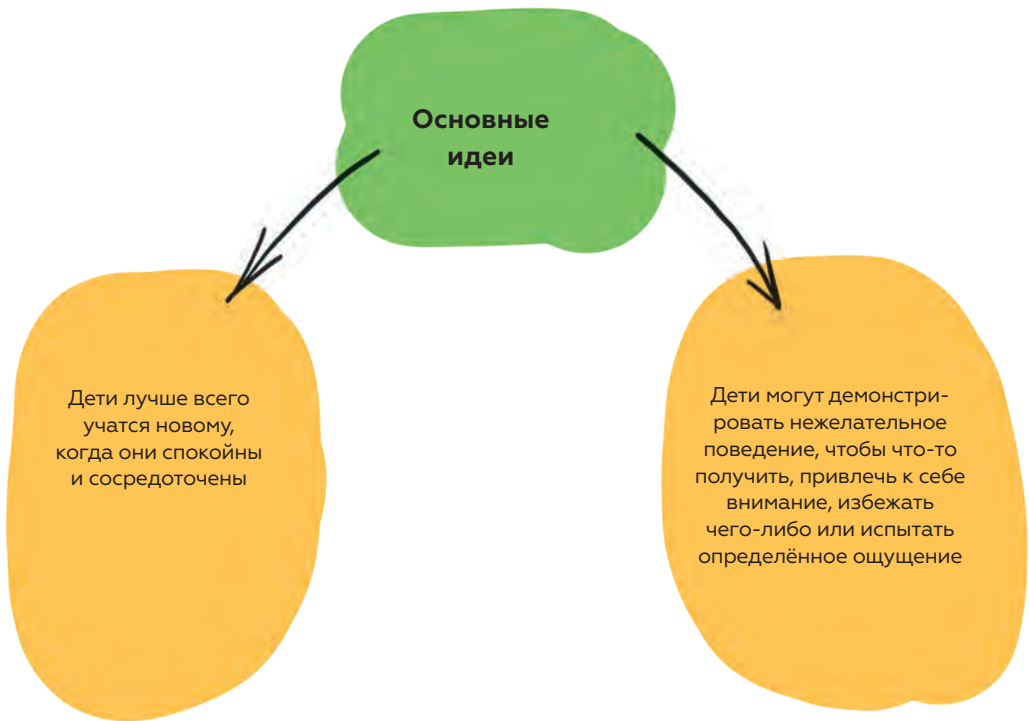 Основные
идеи
Дети лучше всего
учатся новому,
когда они спокойны
и сосредоточены
Дети могут демонстри-
ровать нежелательное
поведение, чтобы что-то
получить, привлечь к себе
внимание, избежать
чего-либо или испытать
определённое ощущение